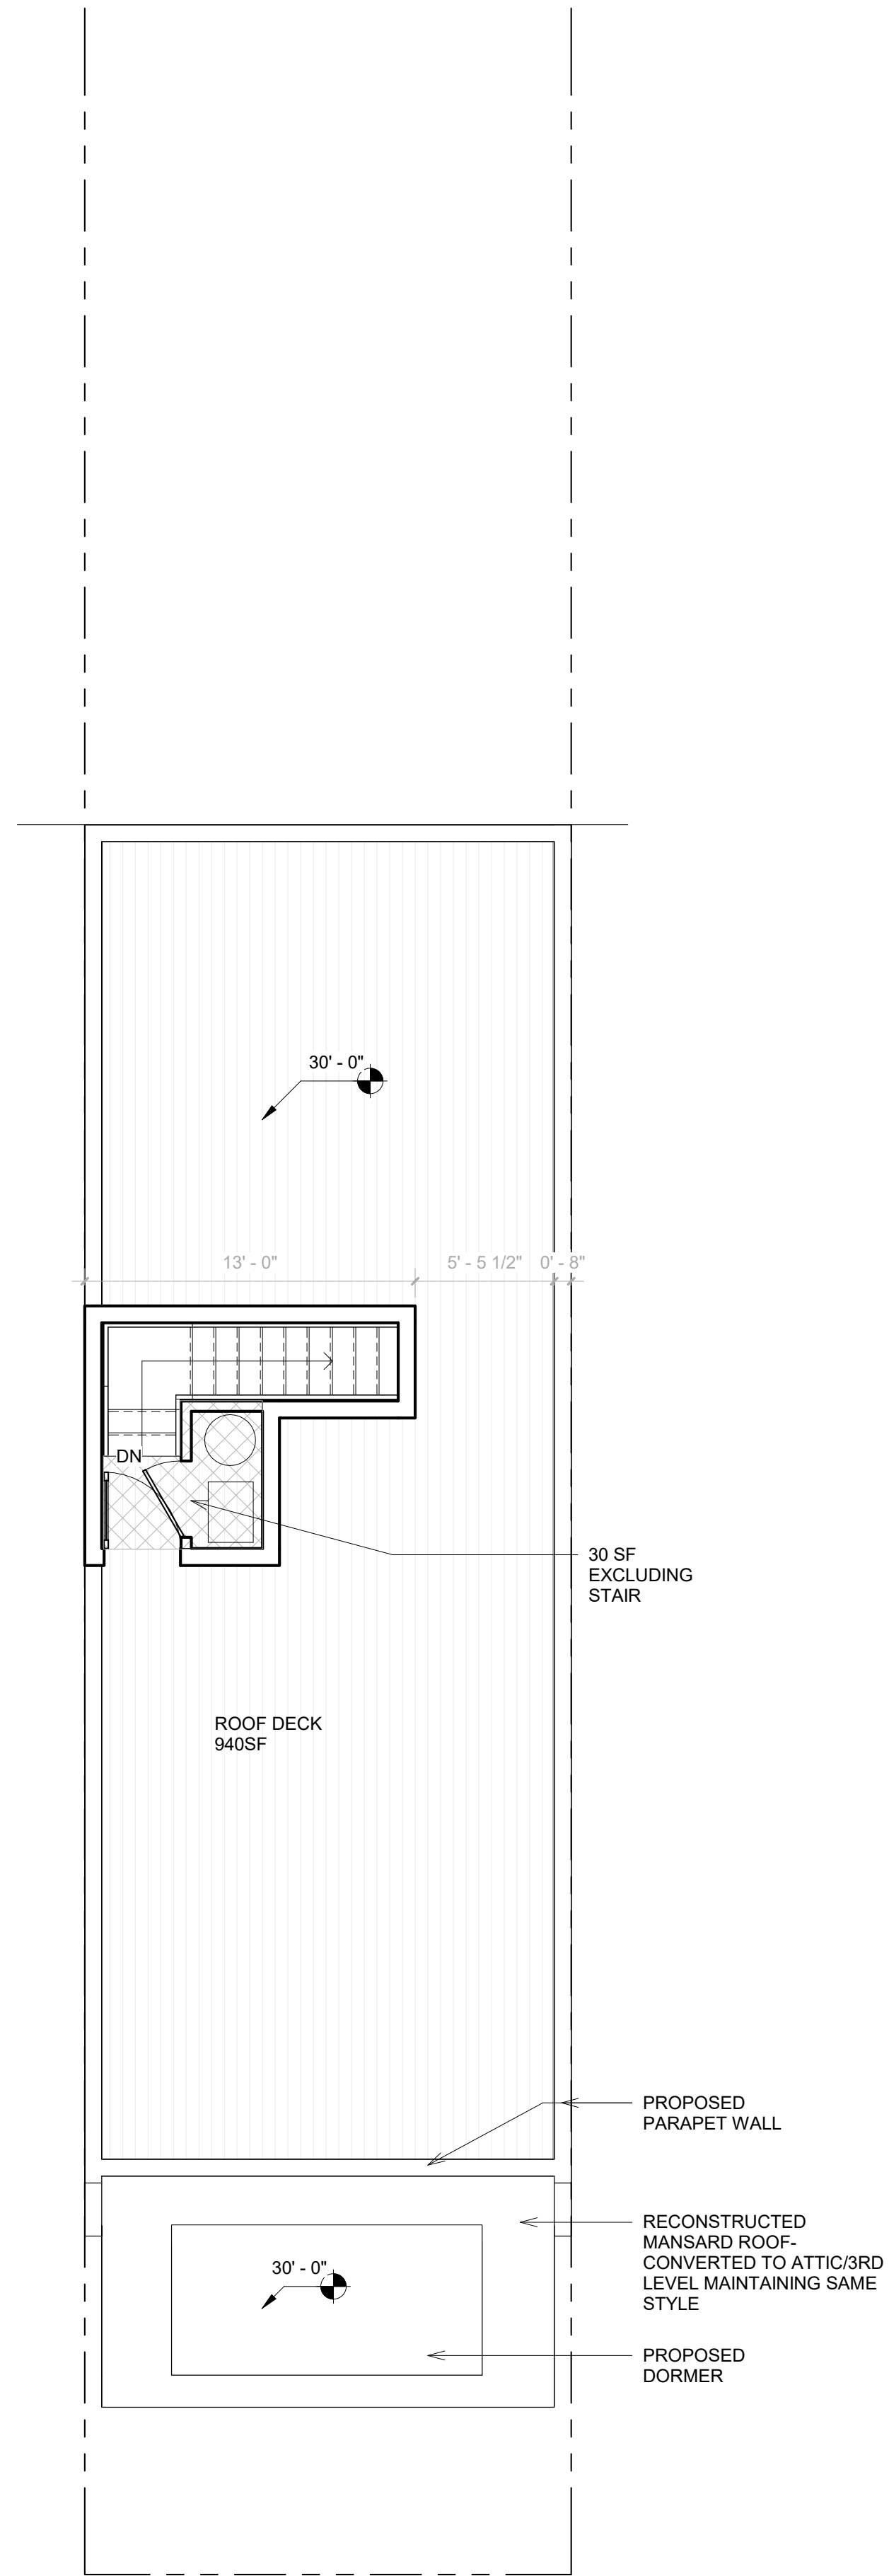 30' - 0"
13' - 0"
5' - 5 1/2"
0' - 8"
DN
30 SF
EXCLUDING
STAIR
ROOF DECK
940SF
PROPOSED
PARAPET WALL
RECONSTRUCTED
MANSARD ROOF-
CONVERTED TO ATTIC/3RD
LEVEL MAINTAINING SAME
STYLE
30' - 0"
PROPOSED
DORMER